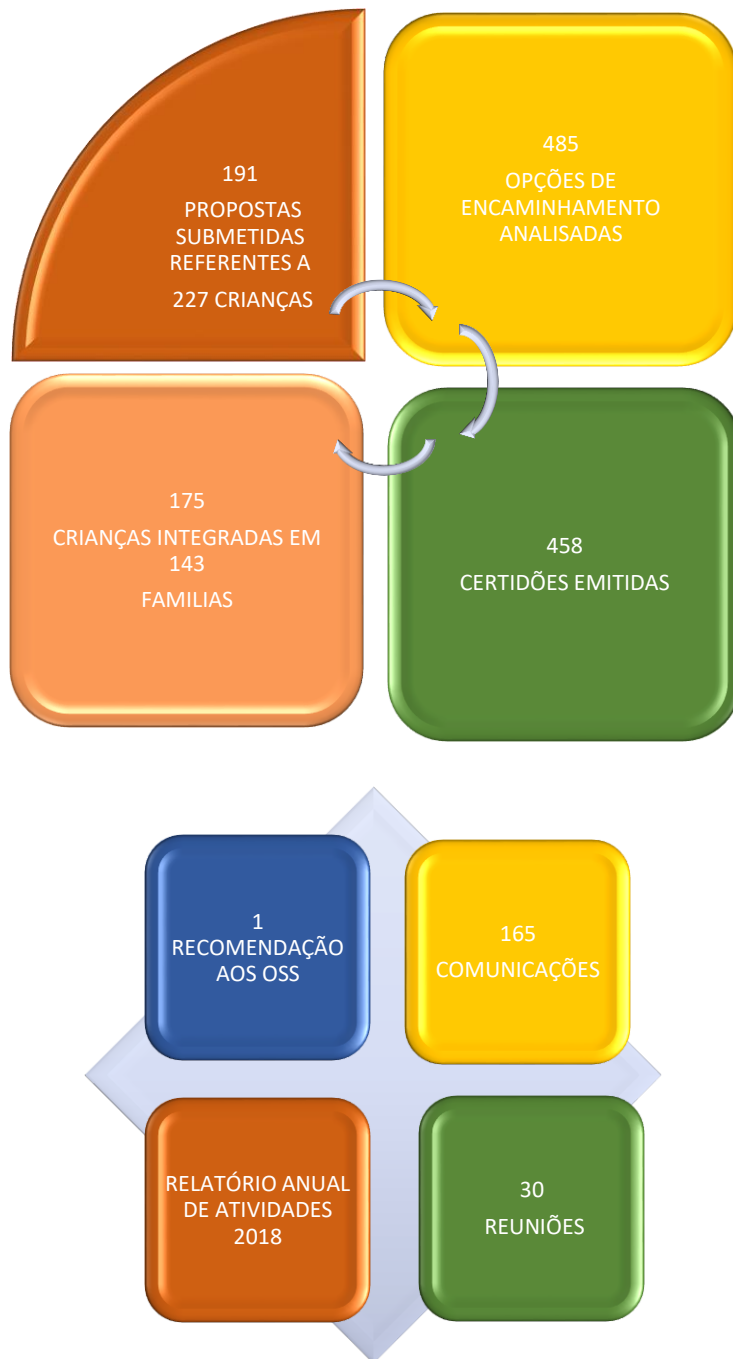 191
PROPOSTAS
SUBMETIDAS
REFERENTES A
227 CRIANÇAS
485
OPÇÕES DE
ENCAMINHAMENTO
ANALISADAS
175
CRIANÇAS INTEGRADAS EM
143
FAMILIAS
458
CERTIDÕES EMITIDAS
1
RECOMENDAÇÃO
AOS OSS
165
COMUNICAÇÕES
RELATÓRIO ANUAL
DE ATIVIDADES
2018
30
REUNIÕES